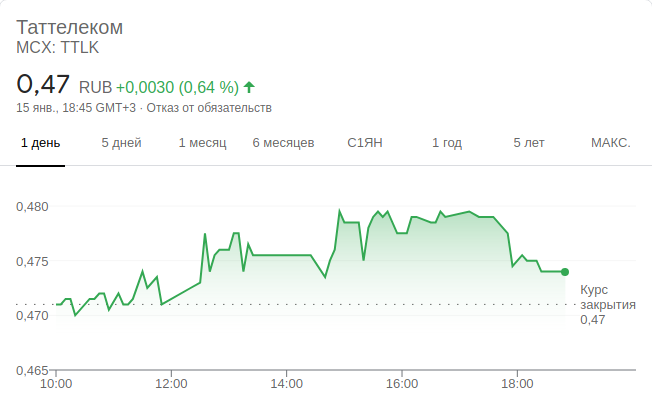 Таттелеком
MCX: TTLK
0,47 RUB +0,0030 (0,64 %)
15 янв., 18:45 GMT+3 · Отказ от обязательств
1 день 5 дней 1 месяц 6 месяцев С1ЯН 1 год 5 лет МАКС.
0,480
0,475
0,470
0,465
Курс
закрытия
0,47
10:00 12:00 14:00 16:00 18:00